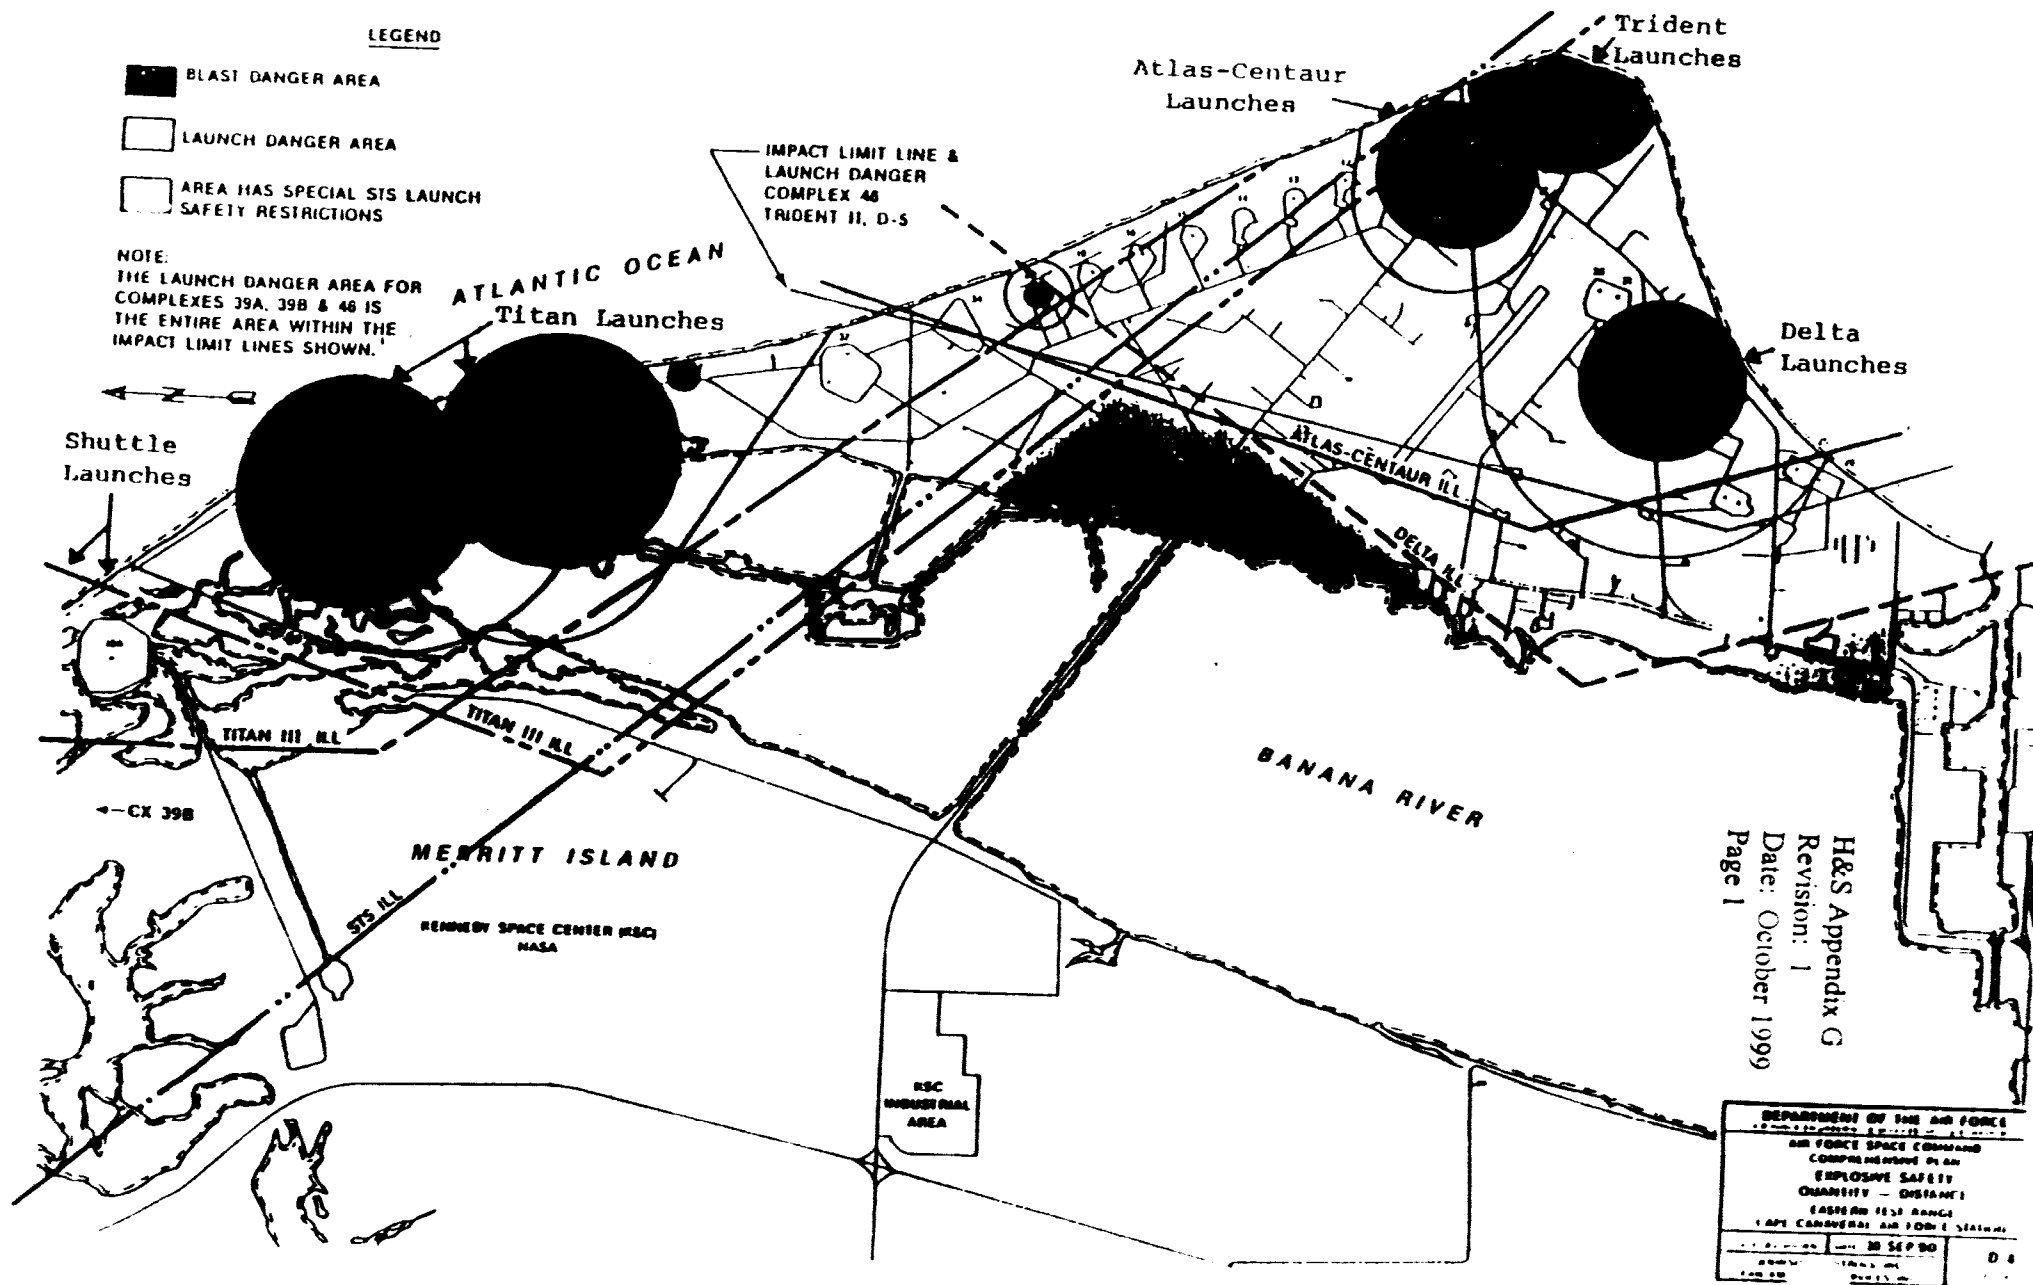 LEGEND
BLAST DANGER AREA
LAUNCH DANGER AREA
AREA HAS SPECIAL STS LAUNCH
SAFETY RESTRICTIONS
NOTE:
THE LAUNCH DANGER AREA FOR
COMPLEXES 39A, 39B & 46 IS
THE ENTIRE AREA WITHIN THE
IMPACT LIMIT LINES SHOWN.
ATLANTIC OCEAN
Titan Launches
IMPACT LIMIT LINE &
LAUNCH DANGER
COMPLEX 46
TRIDENT II, D-5
Atlas-Centaur
Launches
Trident
Launches
Delta
Launches
Shuttle
Launches
N
ATLAS-CENTAUR ILL
DELTA ILL
TITAN III ILL
TITAN III ILL
CX 39B
MERRITT ISLAND
STS ILL
KENNEDY SPACE CENTER (KSC)
NASA
BANANA RIVER
KSC
INDUSTRIAL
AREA
H&S Appendix G
Revision: 1
Date: October 1999
Page 1
DEPARTMENT OF THE AIR FORCE
AIR FORCE SPACE COMMAND
COMPREHENSIVE PLAN
EXPLOSIVE SAFETY
QUANTITY - DISTANCE
EASTERN TEST RANGE
CAPE CANAVERAL AIR FORCE STATION
SEP 90